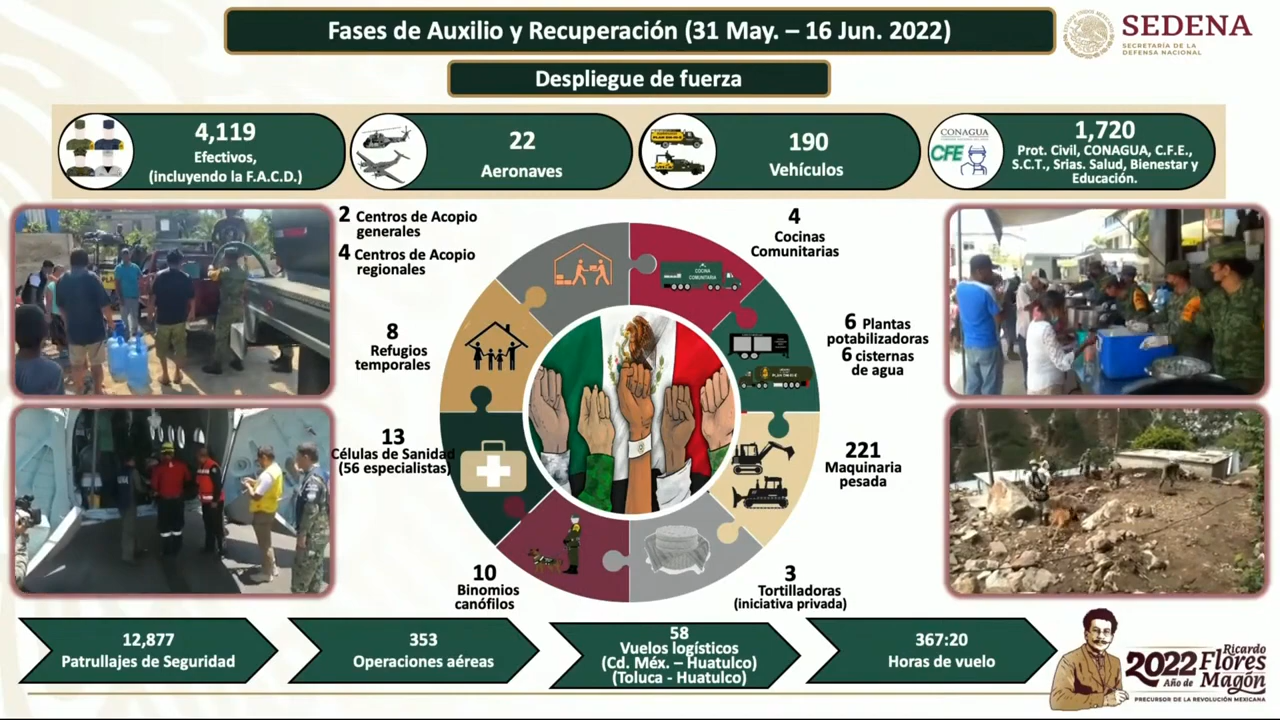 Fases de Auxilio y Recuperación (31 May. – 16 Jun. 2022)
SEDENA
SECRETARÍA DE LA
DEFENSA NACIONAL
Despliegue de fuerza
4,119
Efectivos,
(incluyendo la F.A.C.D.)
22
Aeronaves
190
Vehículos
CONAGUA
CFE
1,720
Prot. Civil, CONAGUA, C.F.E.,
S.C.T., Srias. Salud, Bienestar y
Educación.
2 Centros de Acopio
generales
4 Centros de Acopio
regionales
8
Refugios
temporales
13
Células de Sanidad
(56 especialistas)
10
Binomios
canófilos
COCINA
COMUNITARIA
PLAN DN-III-E
4
Cocinas
Comunitarias
6 Plantas
potabilizadoras
6 cisternas
de agua
221
Maquinaria
pesada
3
Tortilladoras
(iniciativa privada)
12,877
Patrullajes de Seguridad
353
Operaciones aéreas
58
Vuelos logísticos
(Cd. Méx. – Huatulco)
(Toluca - Huatulco)
367:20
Horas de vuelo
2022 Ricardo
Flores
Año de Magón
PRECURSOR DE LA REVOLUCIÓN MEXICANA